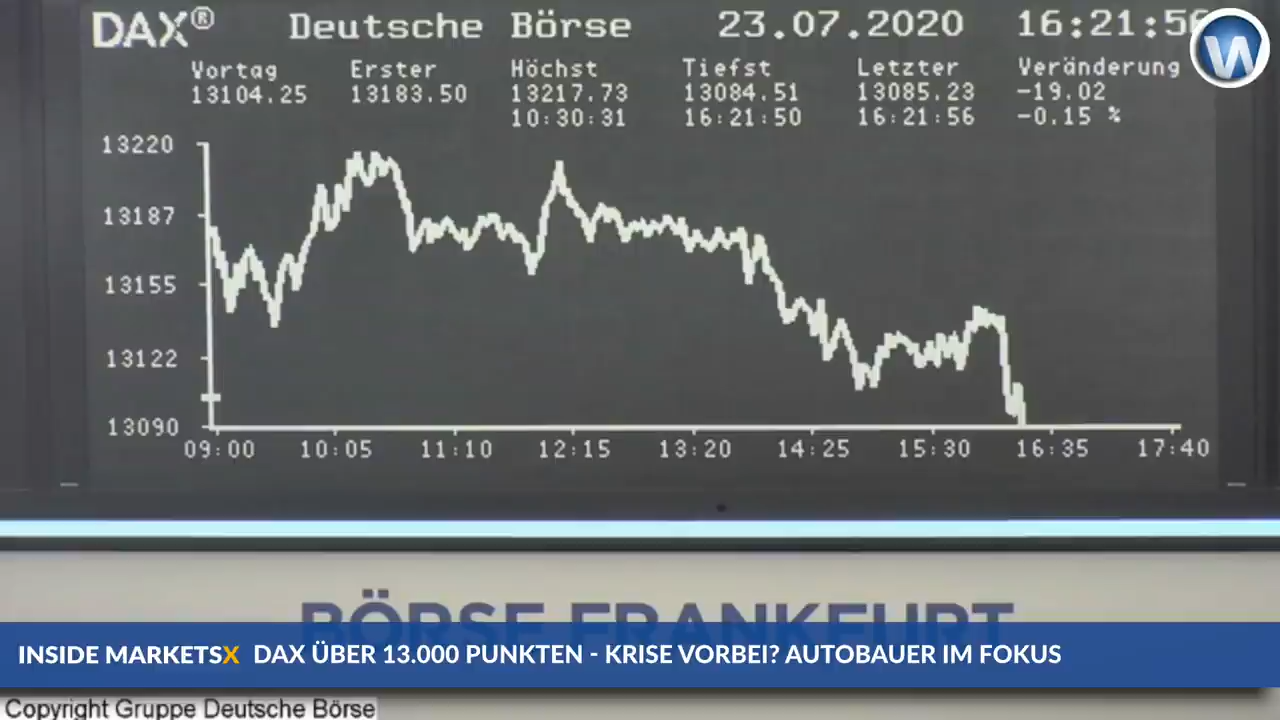 DAX® Deutsche Börse 23.07.2020 16:21:56
Vortag Erster Höchst Tiefst Letzter Veränderung
13104.25 13183.50 13217.73 13084.51 13085.23 -19.02
10:30:31 16:21:50 16:21:56 -0.15 %
13220
13187
13155
13122
13090
09:00 10:05 11:10 12:15 13:20 14:25 15:30 16:35 17:40
BÖRSE FRANKFURT
INSIDE MARKETSX DAX ÜBER 13.000 PUNKTEN - KRISE VORBEI? AUTOBAUER IM FOKUS
Copyright Gruppe Deutsche Börse
W